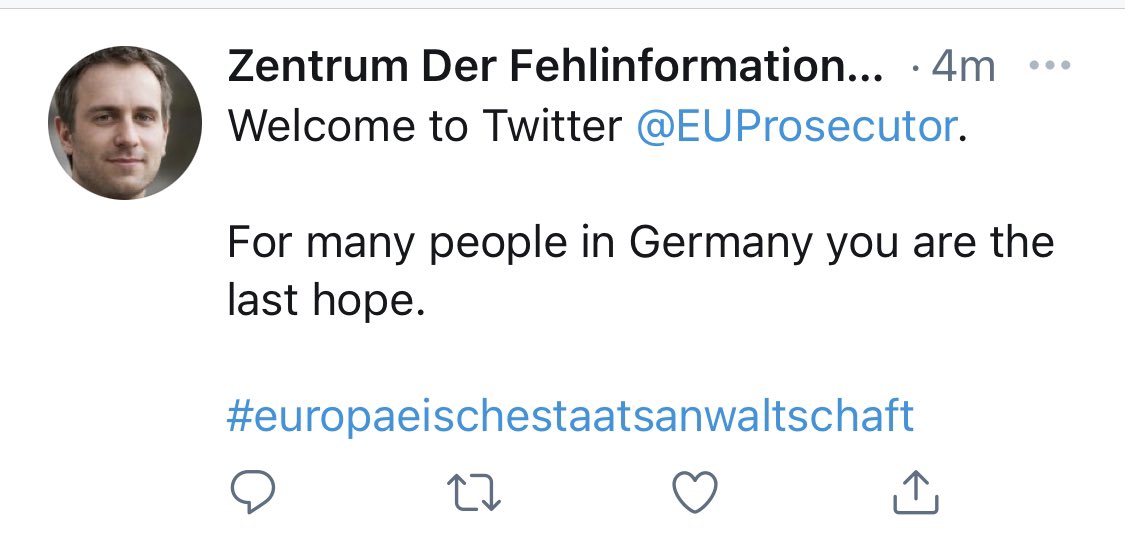 Zentrum Der Fehlinformation... · 4m
Welcome to Twitter @EUProsecutor.
For many people in Germany you are the
last hope.
#europaeischestaatsanwaltschaft